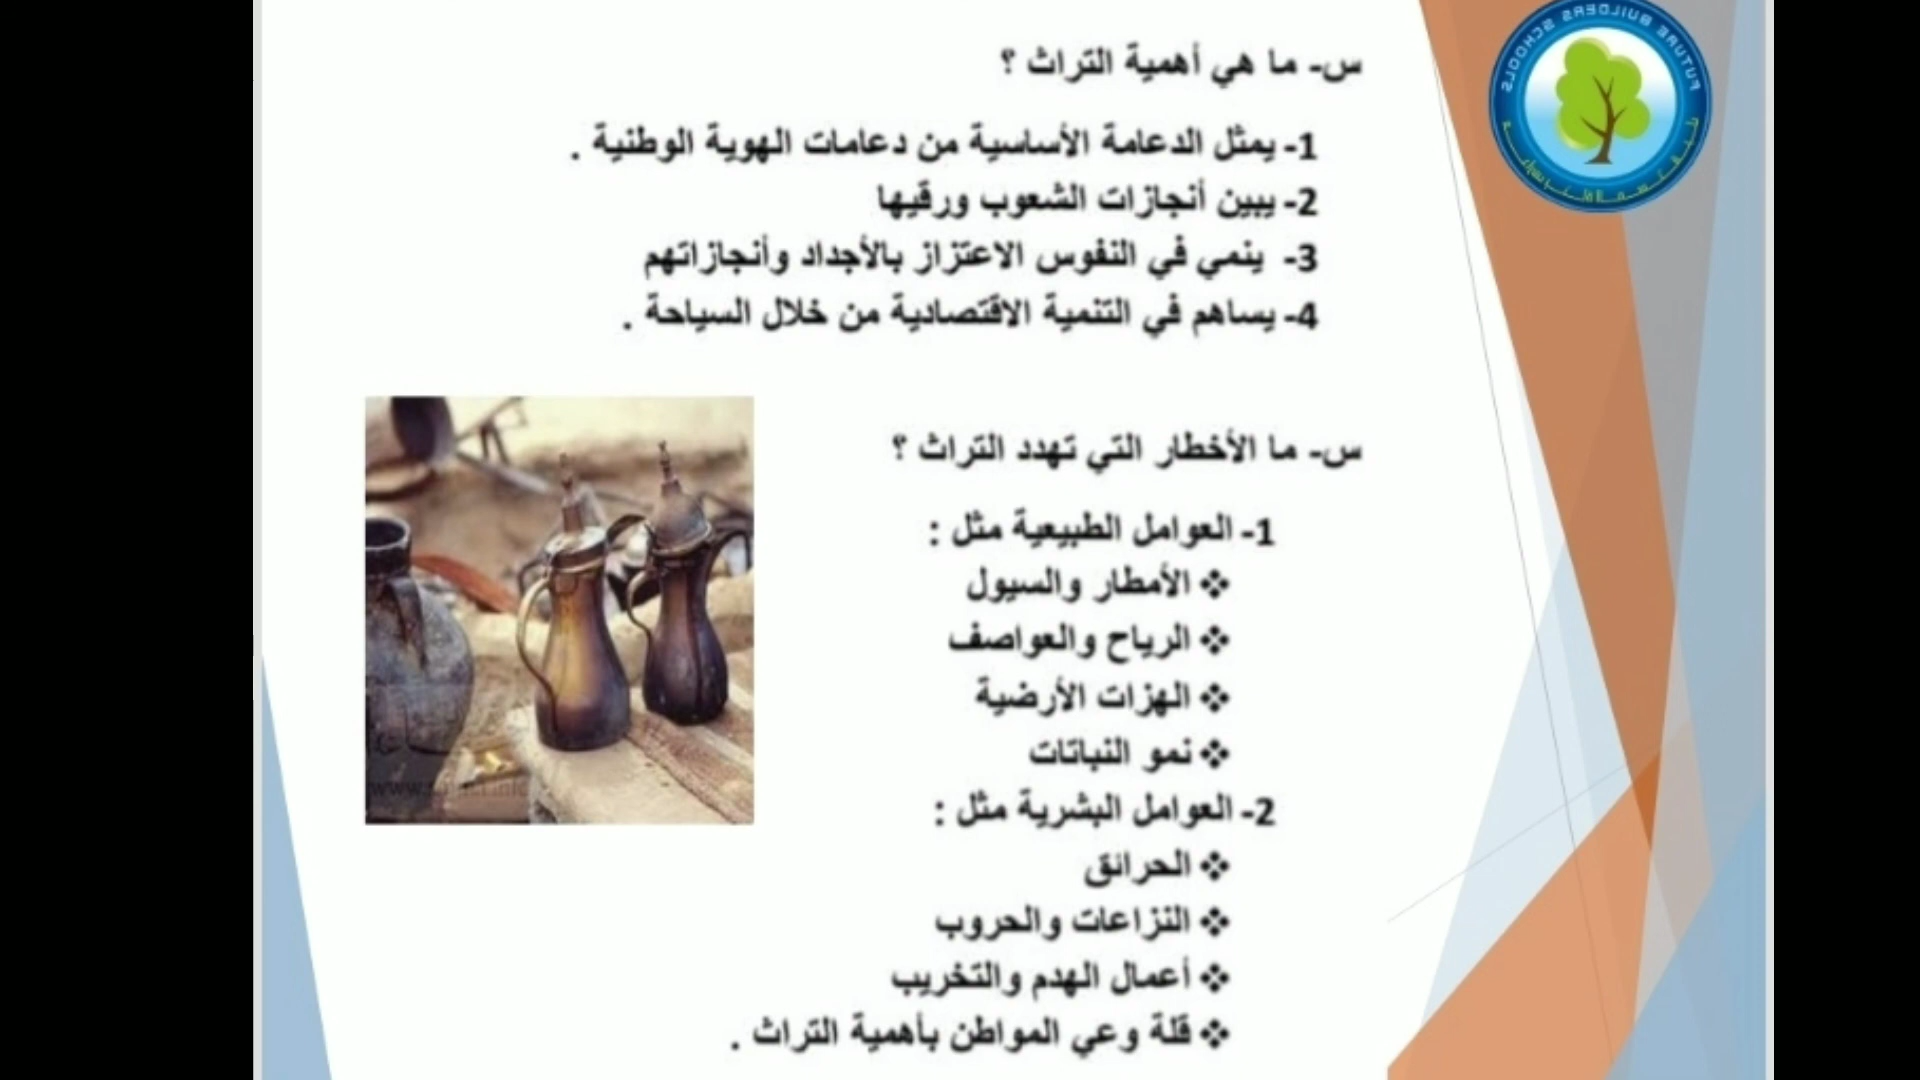 FUTURE BUILDERS SCHOOLS
س- ما هي أهمية التراث ؟
1- يمثل الدعامة الأساسية من دعامات الهوية الوطنية .
2- يبين أنجازات الشعوب ورقيها
3- ينمي في النفوس الاعتزاز بالأجداد وأنجازاتهم
4- يساهم في التنمية الاقتصادية من خلال السياحة .
س- ما الأخطار التي تهدد التراث ؟
1- العوامل الطبيعية مثل :
❖ الأمطار والسيول
❖ الرياح والعواصف
❖ الهزات الأرضية
❖ نمو النباتات
2- العوامل البشرية مثل :
❖ الحرائق
❖ النزاعات والحروب
❖ أعمال الهدم والتخريب
❖ قلة وعي المواطن بأهمية التراث .